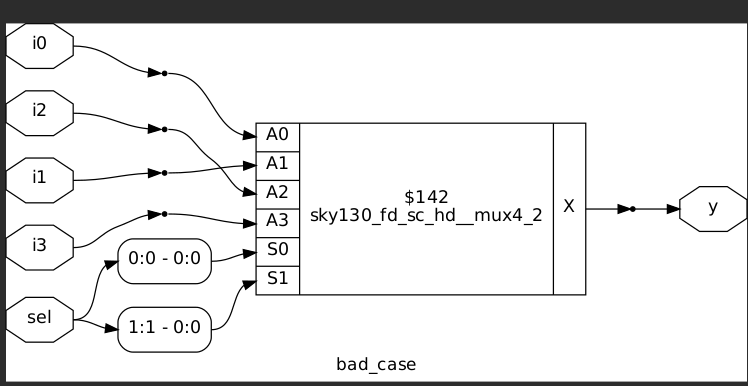 i0
i2
i1
i3
sel
0:0 - 0:0
1:1 - 0:0
A0
A1
A2
A3
S0
S1
$142
sky130_fd_sc_hd__mux4_2
X
y
bad_case